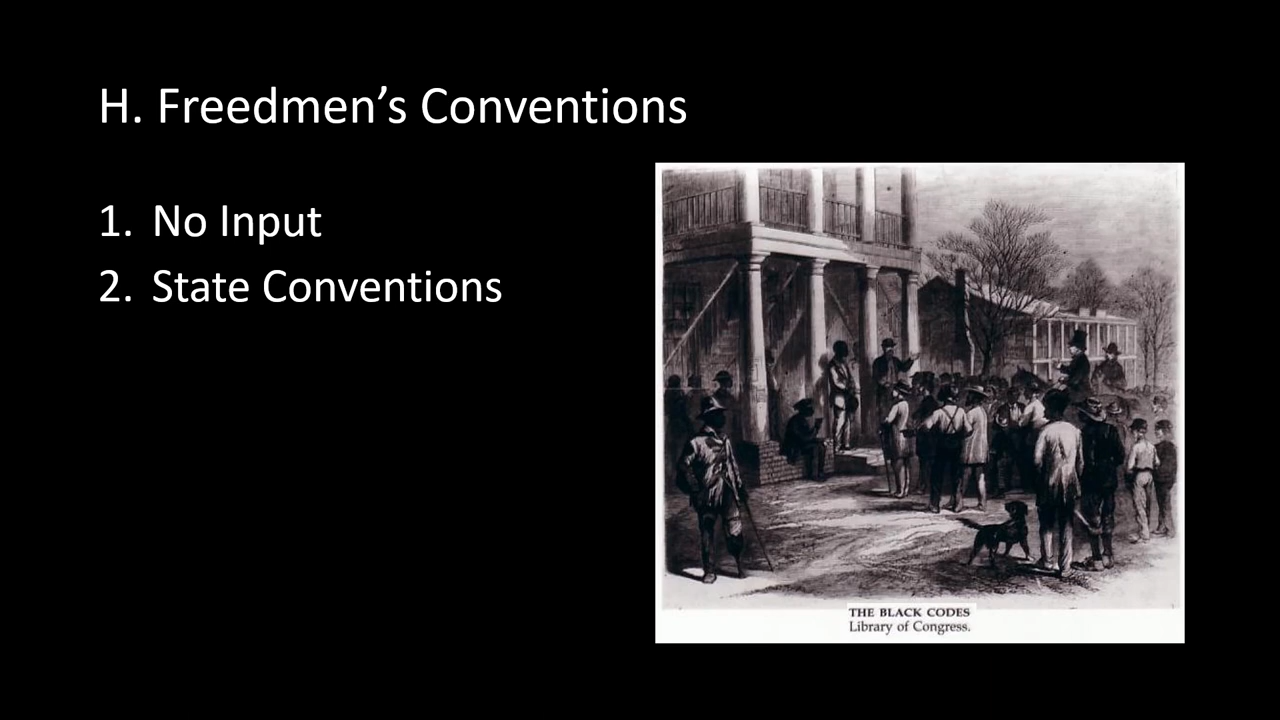 H. Freedmen’s Conventions
1. No Input
2. State Conventions
THE BLACK CODES
Library of Congress.